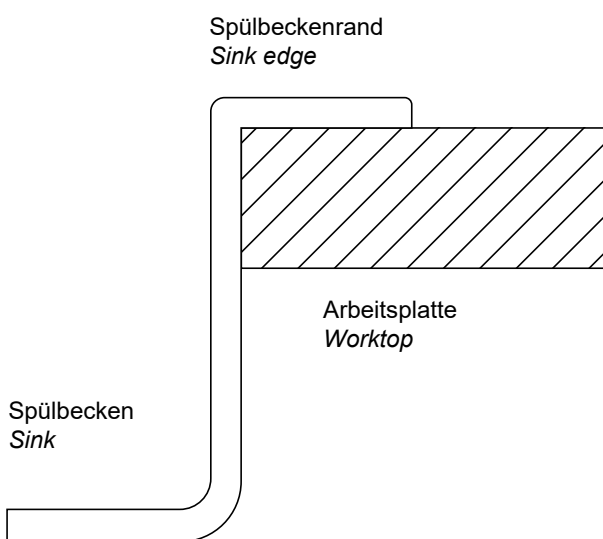 Spülbeckenrand
Sink edge
Arbeitsplatte
Worktop
Spülbecken
Sink